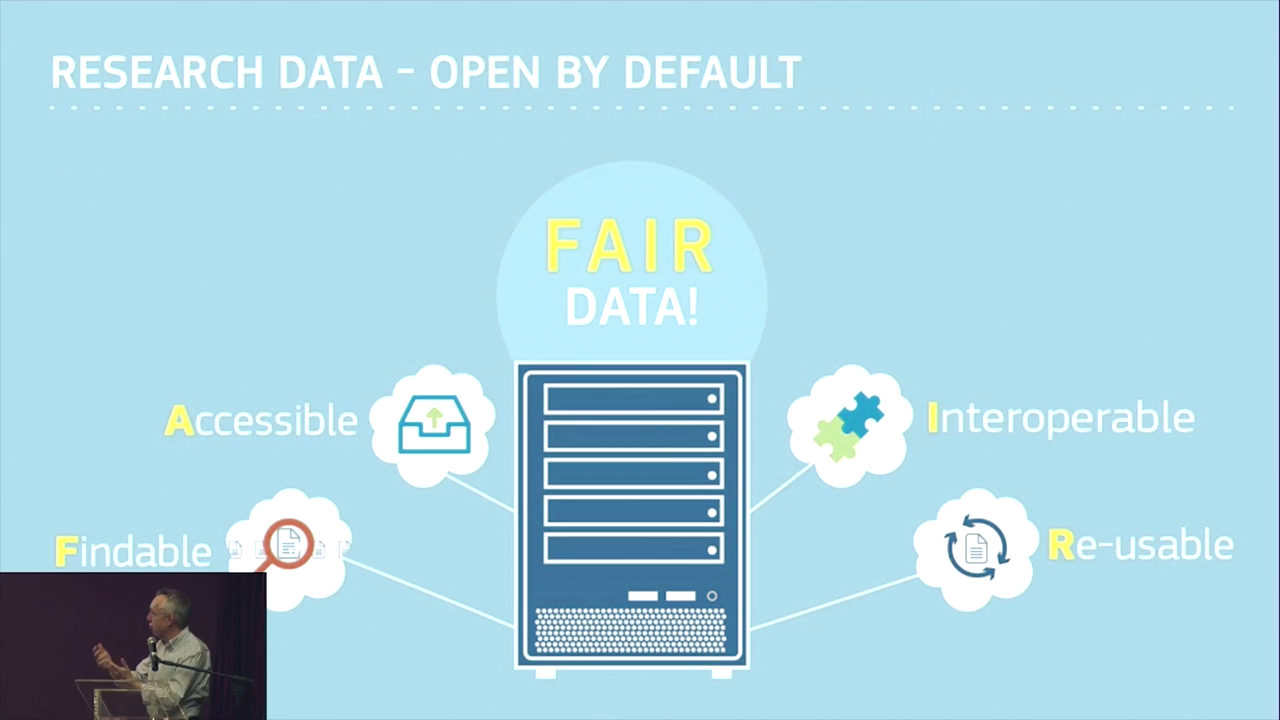 RESEARCH DATA - OPEN BY DEFAULT
FAIR
DATA!
Accessible
Interoperable
Findable
Re-usable